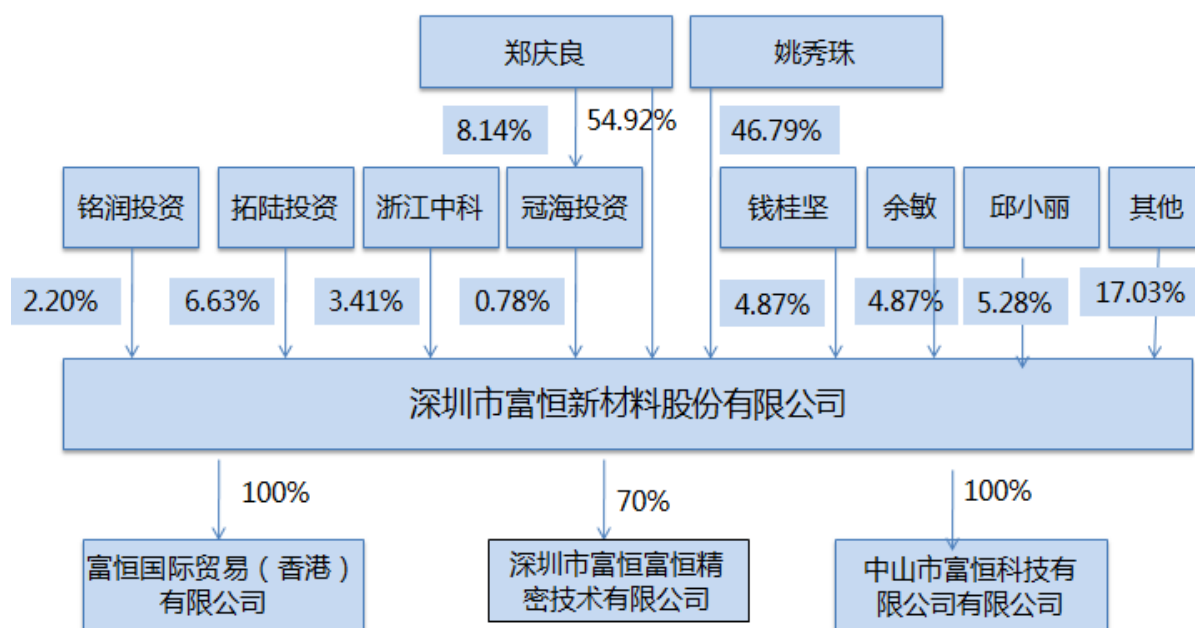 郑庆良
姚秀珠
8.14%
54.92%
46.79%
铭润投资
拓陆投资
浙江中科
冠海投资
钱桂坚
余敏
邱小丽
其他
2.20%
6.63%
3.41%
0.78%
4.87%
4.87%
5.28%
17.03%
深圳市富恒新材料股份有限公司
100%
70%
100%
富恒国际贸易（香港）
有限公司
深圳市富恒富恒精
密技术有限公司
中山市富恒科技有
限公司有限公司